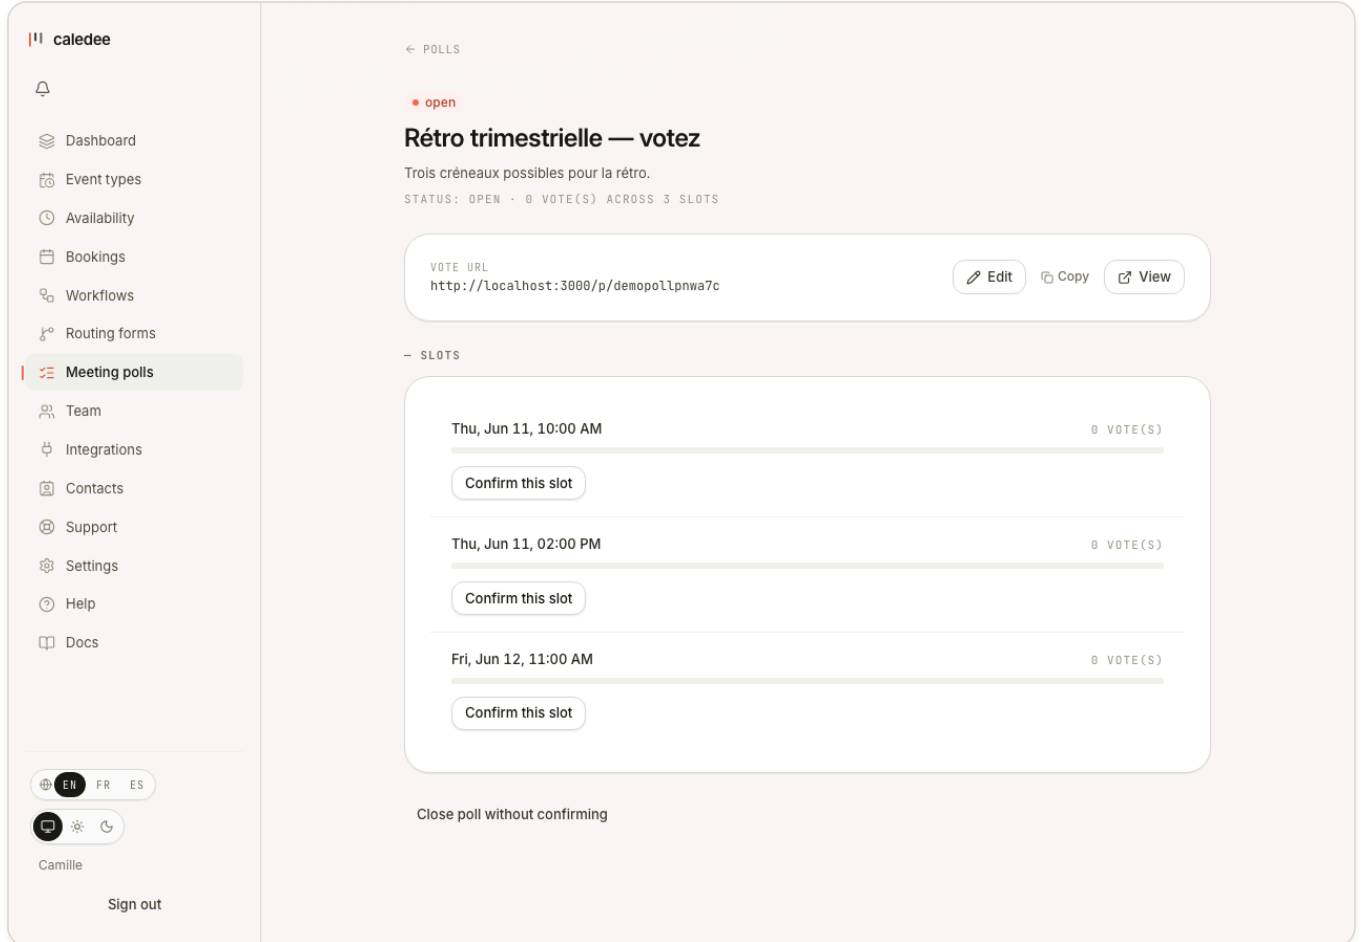 caledee
Dashboard
Event types
Availability
Bookings
Workflows
Routing forms
Meeting polls
Team
Integrations
Contacts
Support
Settings
Help
Docs
EN FR ES
Camille
Sign out
← POLLS
open
Rétro trimestrielle — votez
Trois créneaux possibles pour la rétro.
STATUS: OPEN · 0 VOTE(S) ACROSS 3 SLOTS
VOTE URL
http://localhost:3000/p/demopollpnwa7c
Edit Copy View
— SLOTS
Thu, Jun 11, 10:00 AM 0 VOTE(S)
Confirm this slot
Thu, Jun 11, 02:00 PM 0 VOTE(S)
Confirm this slot
Fri, Jun 12, 11:00 AM 0 VOTE(S)
Confirm this slot
Close poll without confirming